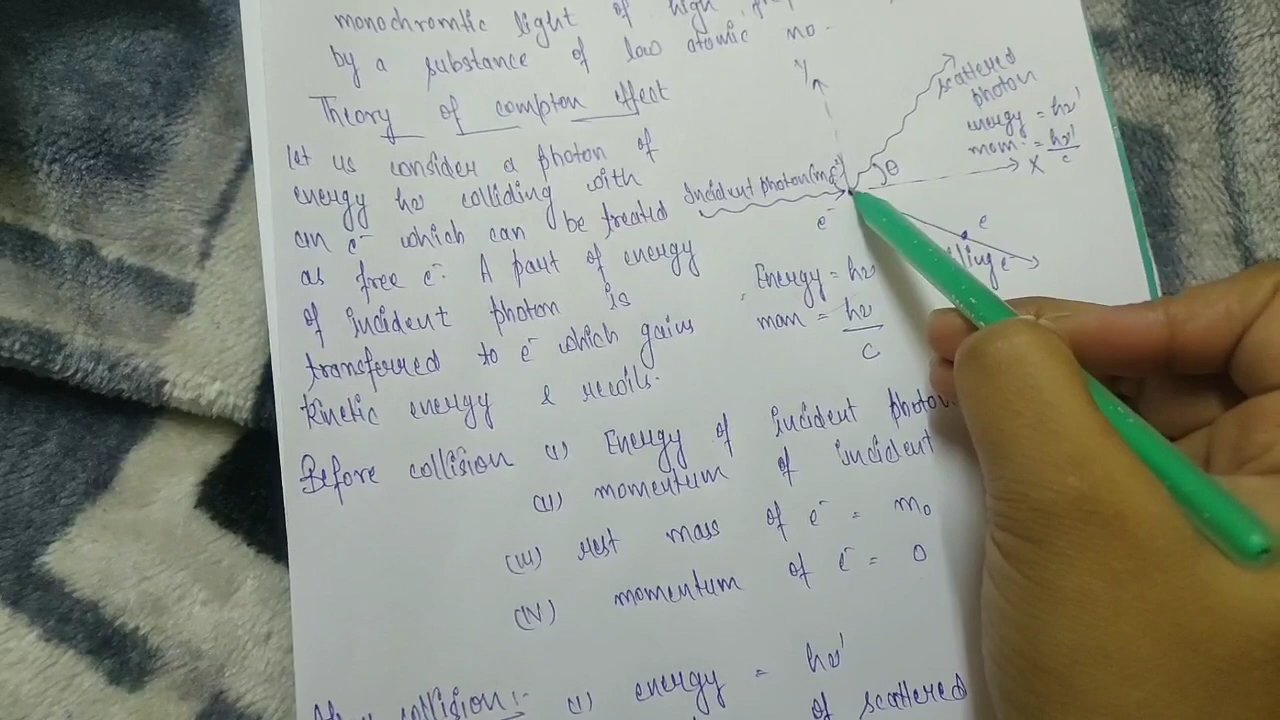 monochromtic light of high
by a substance of low atomic no.
Theory of compton effect
let us consider a photon of
energy hν colliding with
an e⁻ which can be treated
as free e⁻. A part of energy
of incident photon is
transferred to e⁻ which gains
kinetic energy & recoils.
Y
scattered
photon
energy = hν'
mom. = hν'/c
X
θ
Incident photon
e⁻
e
Energy = hν
mom = hν/c
Before collision (i) Energy of incident photon
(ii) momentum of incident
(iii) rest mass of e⁻ = m₀
(iv) momentum of e⁻ = 0
collision:- (i) energy = hν'
of scattered